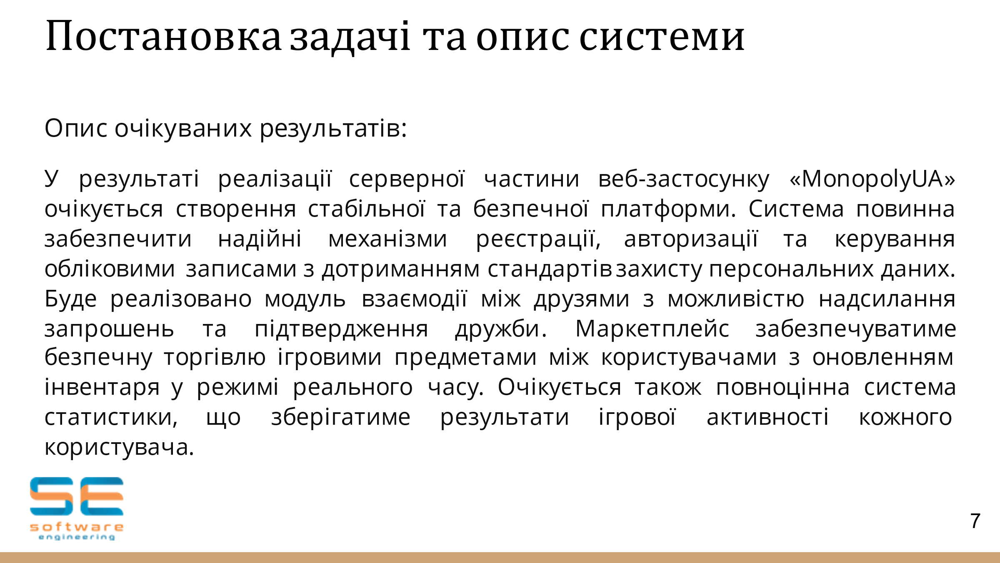 Постановка задачі та опис системи
Опис очікуваних результатів:
У результаті реалізації серверної частини веб-застосунку «MonopolyUA»
очікується створення стабільної та безпечної платформи. Система повинна
забезпечити надійні механізми реєстрації, авторизації та керування
обліковими записами з дотриманням стандартів захисту персональних даних.
Буде реалізовано модуль взаємодії між друзями з можливістю надсилання
запрошень та підтвердження дружби. Маркетплейс забезпечуватиме
безпечну торгівлю ігровими предметами між користувачами з оновленням
інвентаря у режимі реального часу. Очікується також повноцінна система
статистики, що зберігатиме результати ігрової активності кожного
користувача.
SE
software
engineering
7